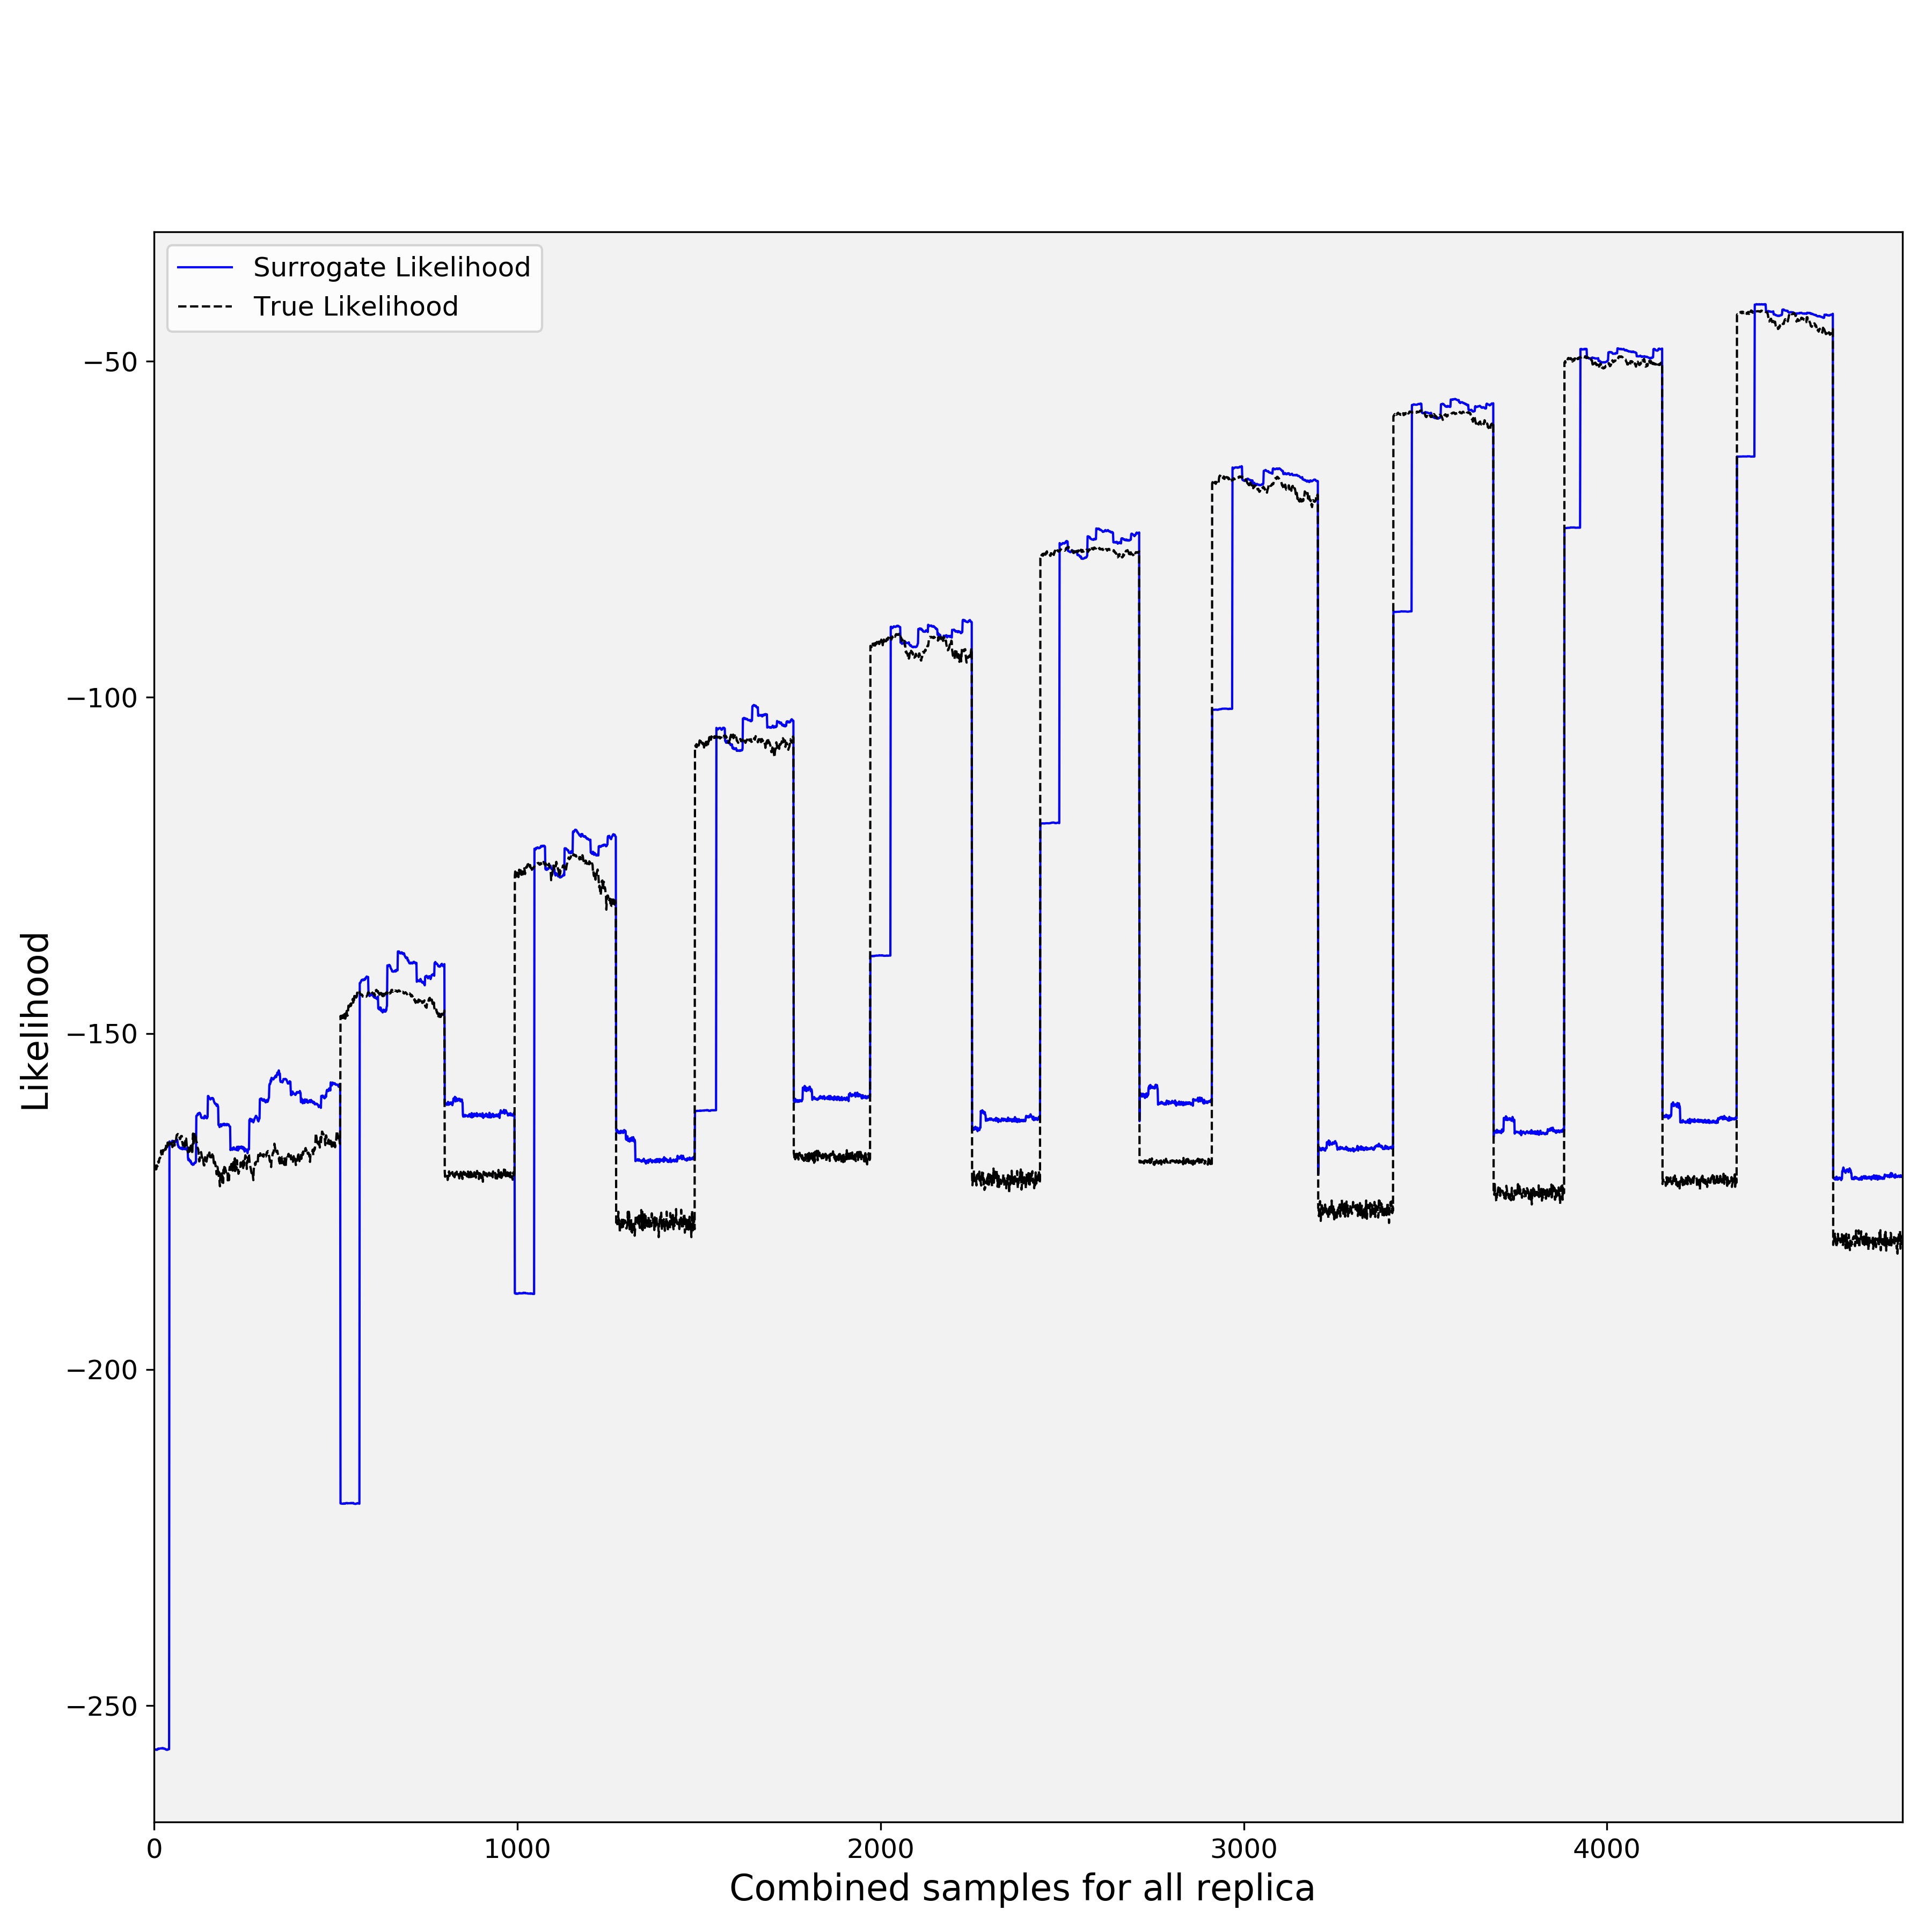 Surrogate Likelihood
True Likelihood
−50
−100
−150
−200
−250
Likelihood
0 1000 2000 3000 4000
Combined samples for all replica